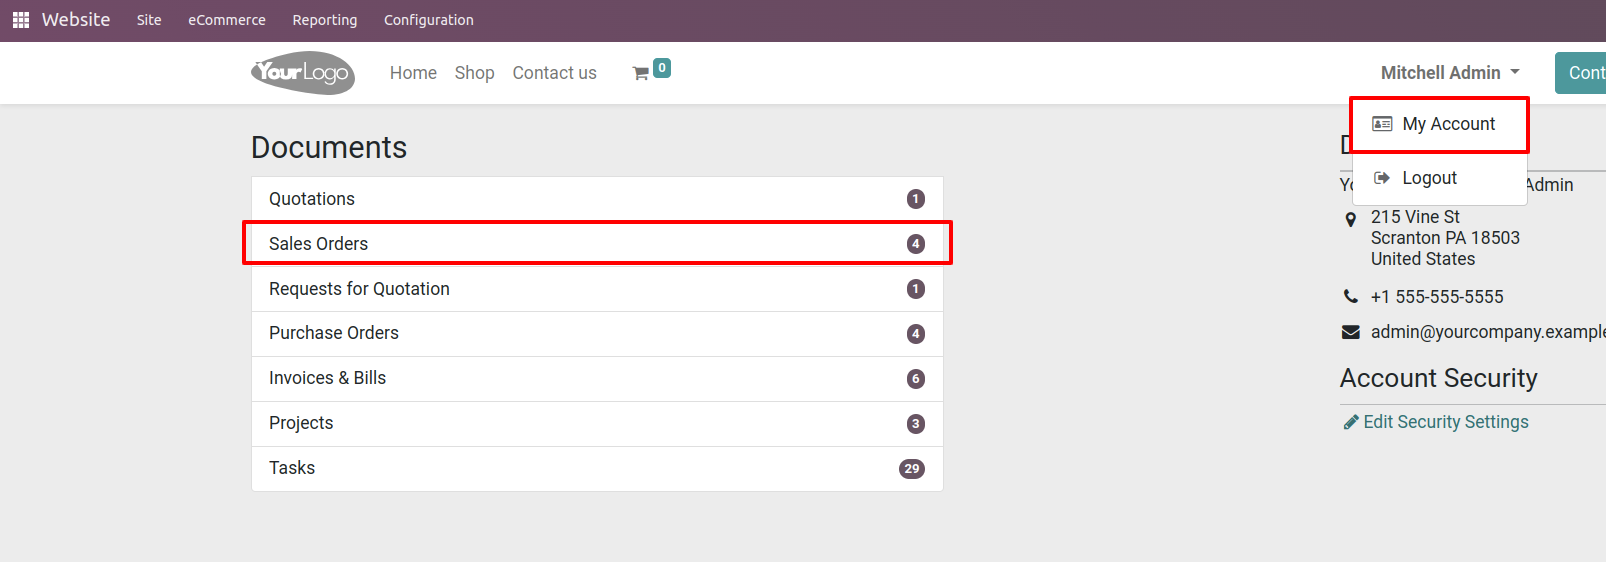 Website Site eCommerce Reporting Configuration
YourLogo Home Shop Contact us 0 Mitchell Admin Cont
My Account
Logout
Documents
Quotations 1
Sales Orders 4
Requests for Quotation 1
Purchase Orders 4
Invoices & Bills 6
Projects 3
Tasks 29
Admin
215 Vine St
Scranton PA 18503
United States
+1 555-555-5555
admin@yourcompany.example
Account Security
Edit Security Settings